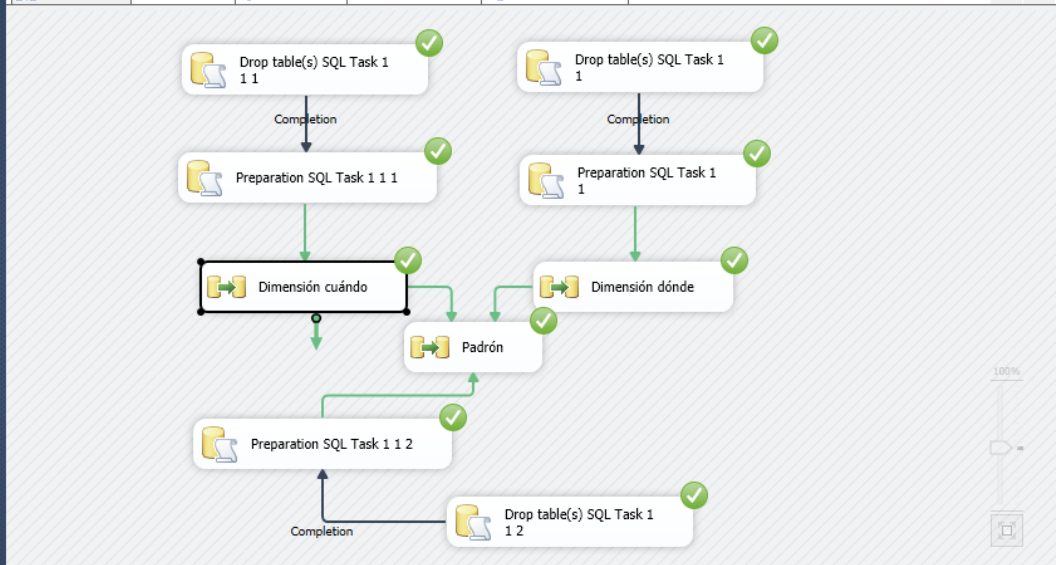 Drop table(s) SQL Task 1
1 1
Drop table(s) SQL Task 1
1
Completion
Completion
Preparation SQL Task 1 1 1
Preparation SQL Task 1
1
Dimensión cuándo
Dimensión dónde
Padrón
100%
Preparation SQL Task 1 1 2
Drop table(s) SQL Task 1
1 2
Completion